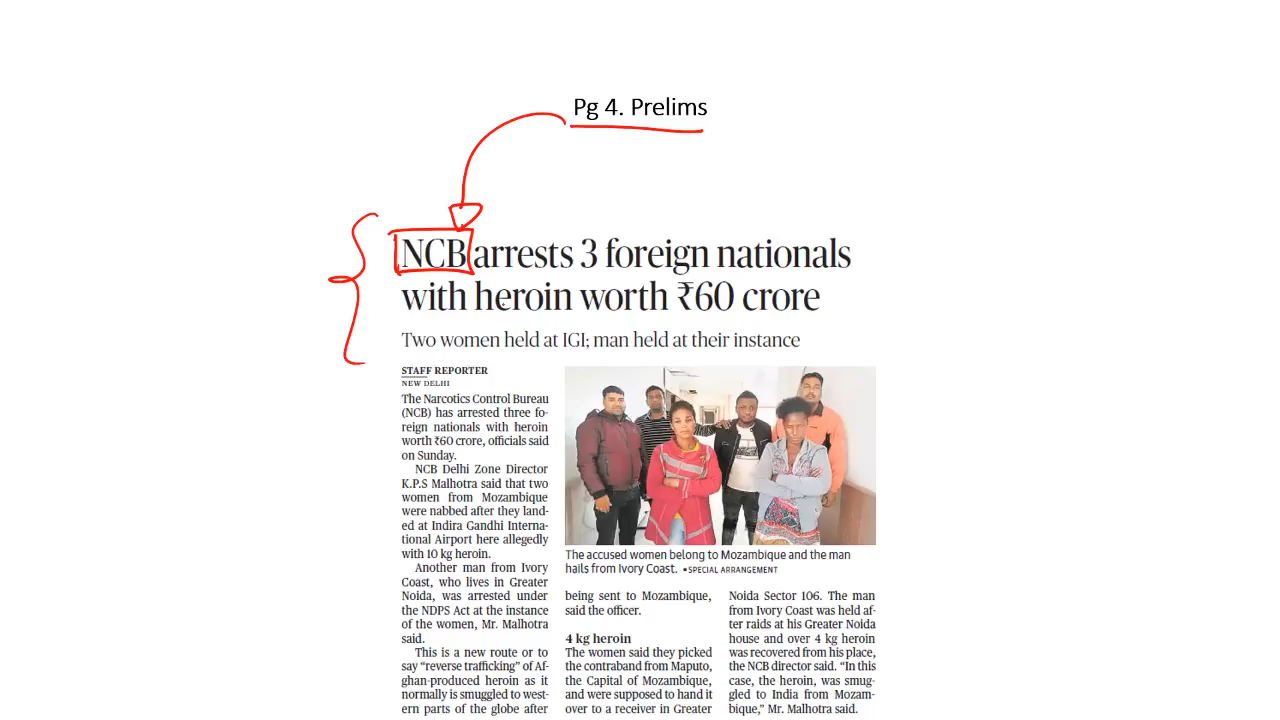 Pg 4. Prelims
NCB arrests 3 foreign nationals
with heroin worth ₹60 crore
Two women held at IGI; man held at their instance
STAFF REPORTER
NEW DELHI
The Narcotics Control Bureau
(NCB) has arrested three fo-
reign nationals with heroin
worth ₹60 crore, officials said
on Sunday.
NCB Delhi Zone Director
K.P.S Malhotra said that two
women from Mozambique
were nabbed after they land-
ed at Indira Gandhi Interna-
tional Airport here allegedly
with 10 kg heroin.
Another man from Ivory
Coast, who lives in Greater
Noida, was arrested under
the NDPS Act at the instance
of the women, Mr. Malhotra
said.
This is a new route or to
say “reverse trafficking” of Af-
ghan-produced heroin as it
normally is smuggled to west-
ern parts of the globe after
The accused women belong to Mozambique and the man
hails from Ivory Coast. ▪SPECIAL ARRANGEMENT
being sent to Mozambique,
said the officer.
4 kg heroin
The women said they picked
the contraband from Maputo,
the Capital of Mozambique,
and were supposed to hand it
over to a receiver in Greater
Noida Sector 106. The man
from Ivory Coast was held af-
ter raids at his Greater Noida
house and over 4 kg heroin
was recovered from his place,
the NCB director said. “In this
case, the heroin, was smug-
gled to India from Mozam-
bique,” Mr. Malhotra said.